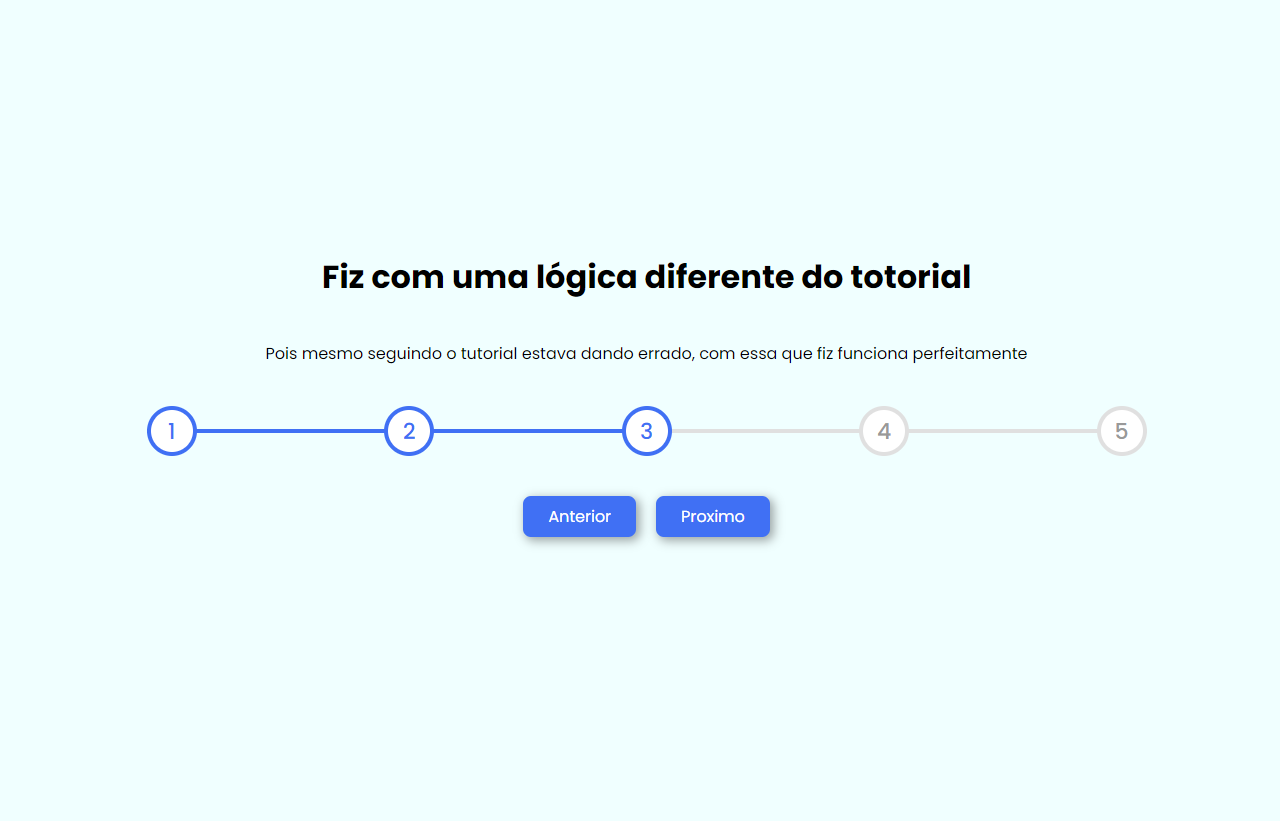 Fiz com uma lógica diferente do totorial
Pois mesmo seguindo o tutorial estava dando errado, com essa que fiz funciona perfeitamente
1 2 3 4 5
Anterior Proximo